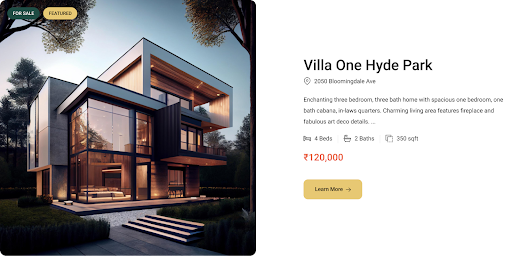 FOR SALE
FEATURED
Villa One Hyde Park
2050 Bloomingdale Ave
Enchanting three bedroom, three bath home with spacious one bedroom, one
bath cabana, in-laws quarters. Charming living area features fireplace and
fabulous art deco details. ...
4 Beds
2 Baths
350 sqft
₹120,000
Learn More →